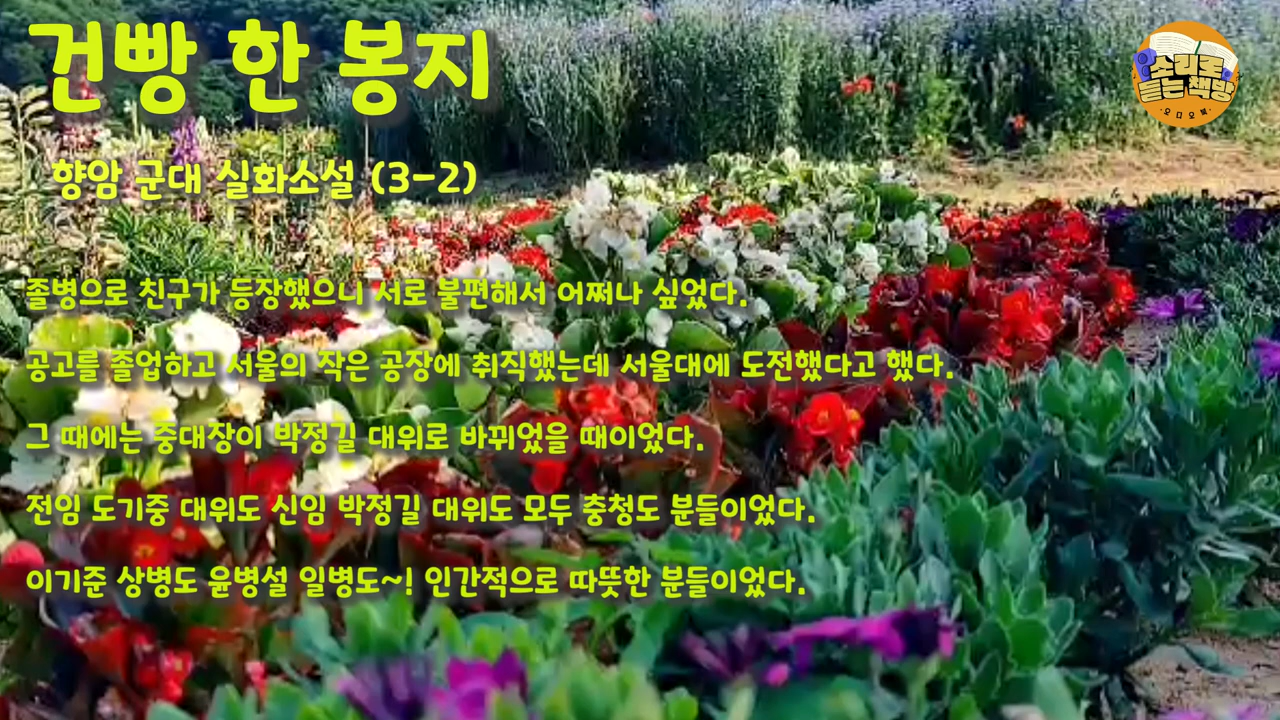 건빵 한 봉지
소리로
듣는 책방
·오디오북·
향암 군대 실화소설 (3-2)
졸병으로 친구가 등장했으니 서로 불편해서 어쩌나 싶었다.
공고를 졸업하고 서울의 작은 공장에 취직했는데 서울대에 도전했다고 했다.
그 때에는 중대장이 박정길 대위로 바뀌었을 때이었다.
전임 도기중 대위도 신임 박정길 대위도 모두 충청도 분들이었다.
이기준 상병도 윤병설 일병도~! 인간적으로 따뜻한 분들이었다.